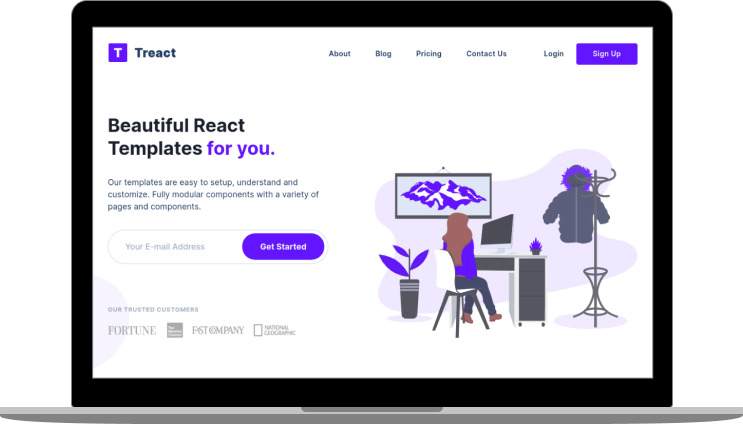 T Treact
About Blog Pricing Contact Us Login Sign Up
Beautiful React
Templates for you.
Our templates are easy to setup, understand and
customize. Fully modular components with a variety of
pages and components.
Your E-mail Address Get Started
OUR TRUSTED CUSTOMERS
FORTUNE FAST COMPANY NATIONAL
GEOGRAPHIC